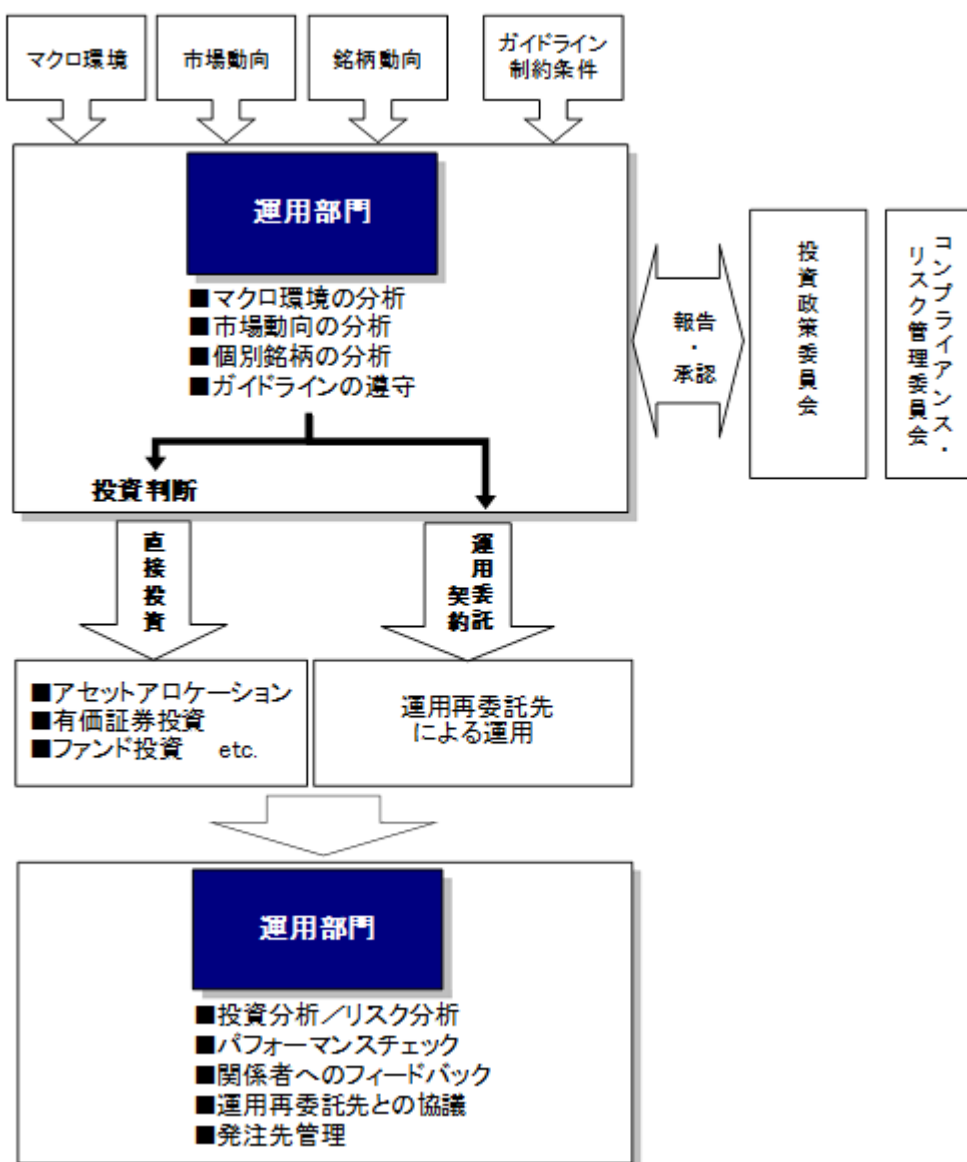 マクロ環境
市場動向
銘柄動向
ガイドライン
制約条件
運用部門
■マクロ環境の分析
■市場動向の分析
■個別銘柄の分析
■ガイドラインの遵守
投資判断
報告
・
承認
投資政策委員会
コンプライアンス・
リスク管理委員会
直接投資
運用委託
契約
■アセットアロケーション
■有価証券投資
■ファンド投資 etc.
運用再委託先
による運用
運用部門
■投資分析／リスク分析
■パフォーマンスチェック
■関係者へのフィードバック
■運用再委託先との協議
■発注先管理